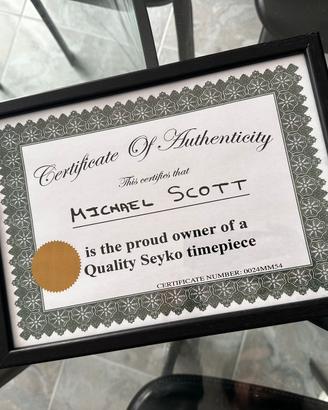 Certificate Of Authenticity
This certifies that
MICHAEL SCOTT
is the proud owner of a
Quality Seyko timepiece
CERTIFICATE NUMBER: 0024MM54